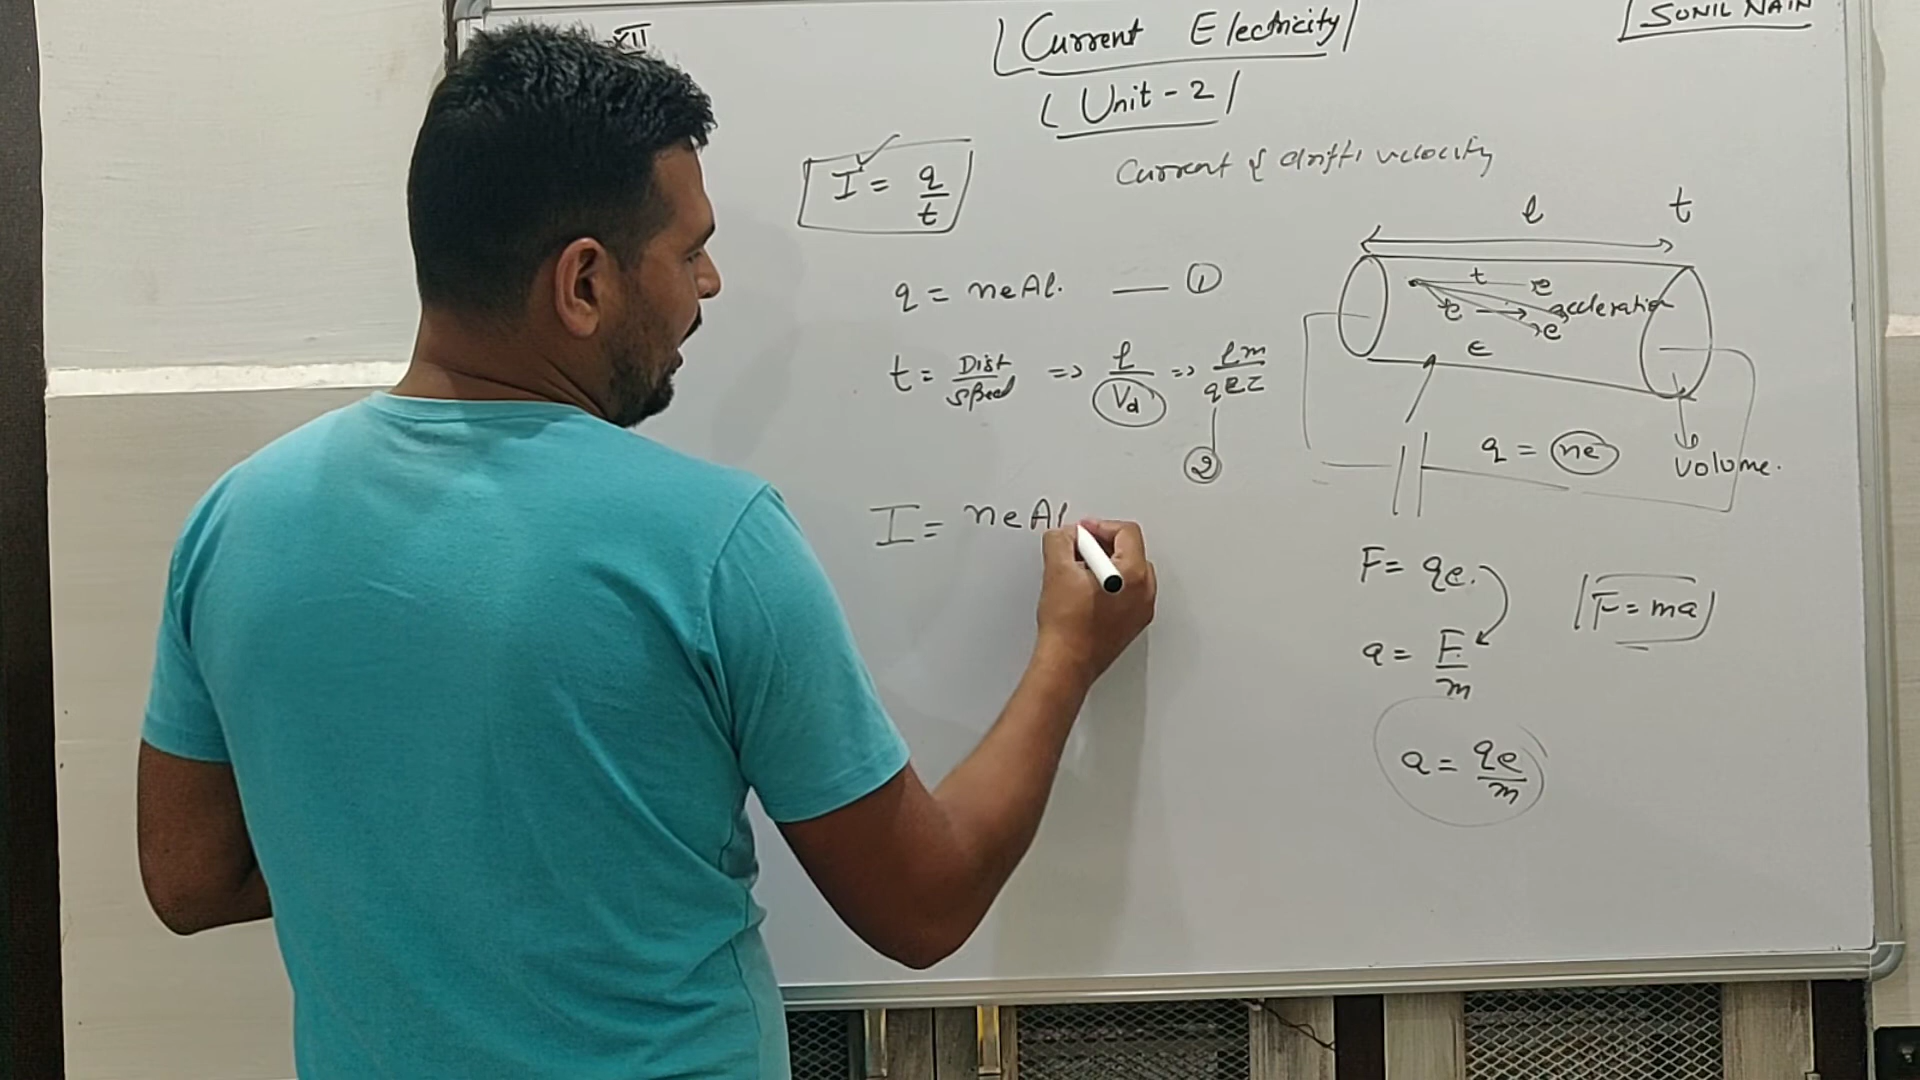 XII
Current Electricity
SUNIL NAIN
Unit - 2
I = q/t
Current & drift velocity
l t
q = neAl. — ①
t e
e acceleration
e
E
t = Dist/Speed => l/Vd => lm/qEτ
②
q = ne
Volume.
I = neAl
F = qe.
F = ma
a = F/m
a = qe/m